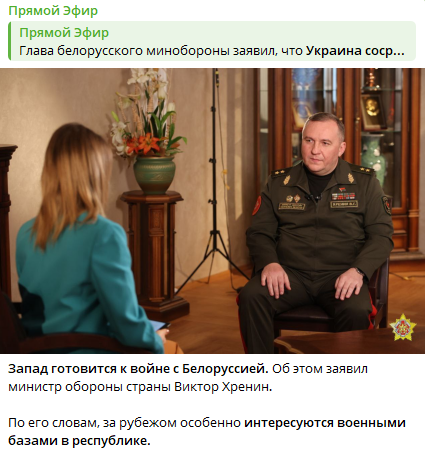 Прямой Эфир
Прямой Эфир
Глава белорусского минобороны заявил, что Украина соср...
Запад готовится к войне с Белоруссией. Об этом заявил
министр обороны страны Виктор Хренин.
По его словам, за рубежом особенно интересуются военными
базами в республике.